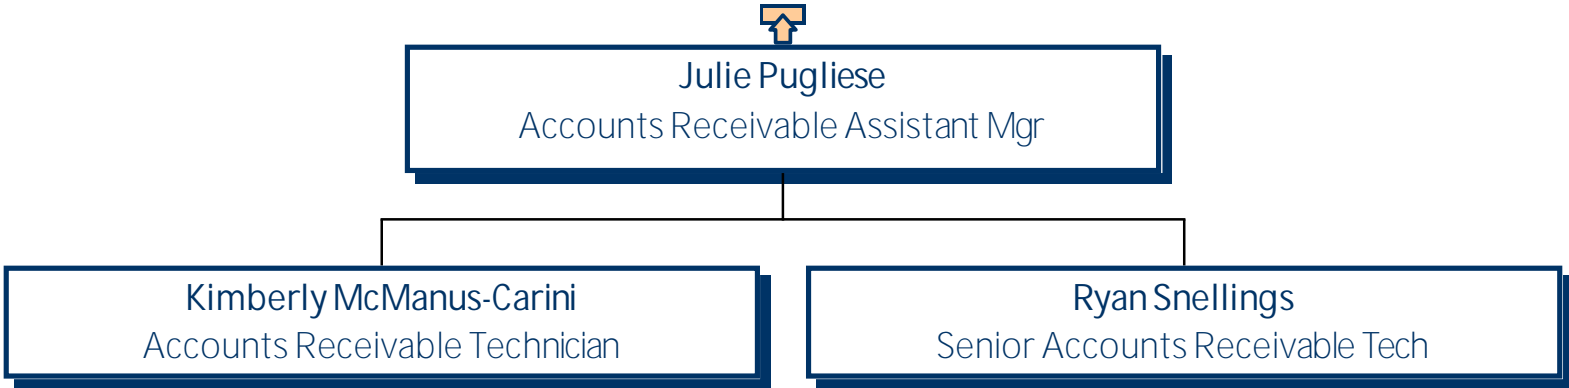 Julie Pugliese
Accounts Receivable Assistant Mgr
Kimberly McManus-Carini
Accounts Receivable Technician
Ryan Snellings
Senior Accounts Receivable Tech